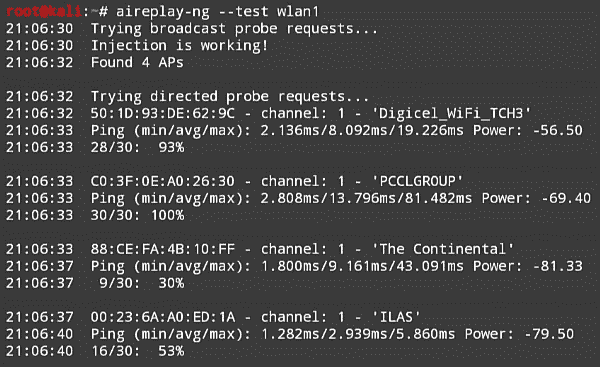 root@kali:~# aireplay-ng --test wlan1
21:06:30  Trying broadcast probe requests...
21:06:30  Injection is working!
21:06:32  Found 4 APs
21:06:32  Trying directed probe requests...
21:06:32  50:1D:93:DE:62:9C - channel: 1 - 'Digicel_WiFi_TCH3'
21:06:33  Ping (min/avg/max): 2.136ms/8.092ms/19.226ms Power: -56.50
21:06:33  28/30:  93%
21:06:33  C0:3F:0E:A0:26:30 - channel: 1 - 'PCCLGROUP'
21:06:33  Ping (min/avg/max): 2.808ms/13.796ms/81.482ms Power: -69.40
21:06:33  30/30: 100%
21:06:33  88:CE:FA:4B:10:FF - channel: 1 - 'The Continental'
21:06:37  Ping (min/avg/max): 1.800ms/9.161ms/43.091ms Power: -81.33
21:06:37   9/30:  30%
21:06:37  00:23:6A:A0:ED:1A - channel: 1 - 'ILAS'
21:06:40  Ping (min/avg/max): 1.282ms/2.939ms/5.860ms Power: -79.50
21:06:40  16/30:  53%